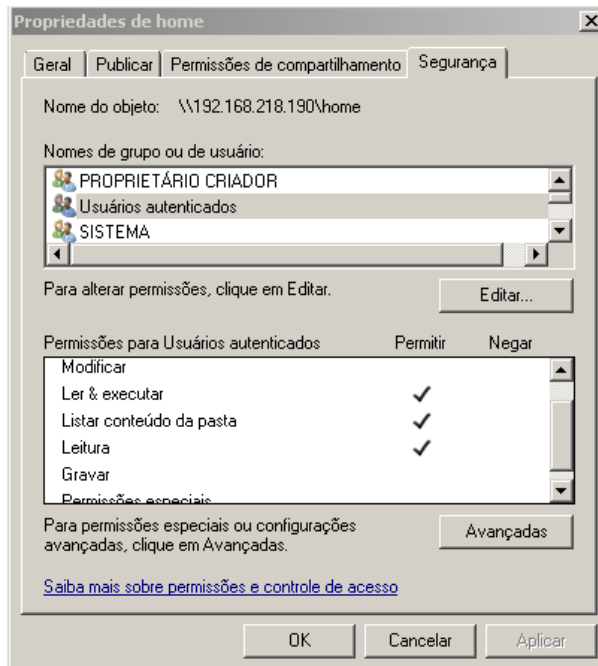 Propriedades de home
Geral Publicar Permissões de compartilhamento Segurança
Nome do objeto: \\192.168.218.190\home
Nomes de grupo ou de usuário:
PROPRIETÁRIO CRIADOR
Usuários autenticados
SISTEMA
Para alterar permissões, clique em Editar.
Editar...
Permissões para Usuários autenticados Permitir Negar
Modificar
Ler & executar
Listar conteúdo da pasta
Leitura
Gravar
Permissões especiais
Para permissões especiais ou configurações
avançadas, clique em Avançadas.
Avançadas
Saiba mais sobre permissões e controle de acesso
OK Cancelar Aplicar